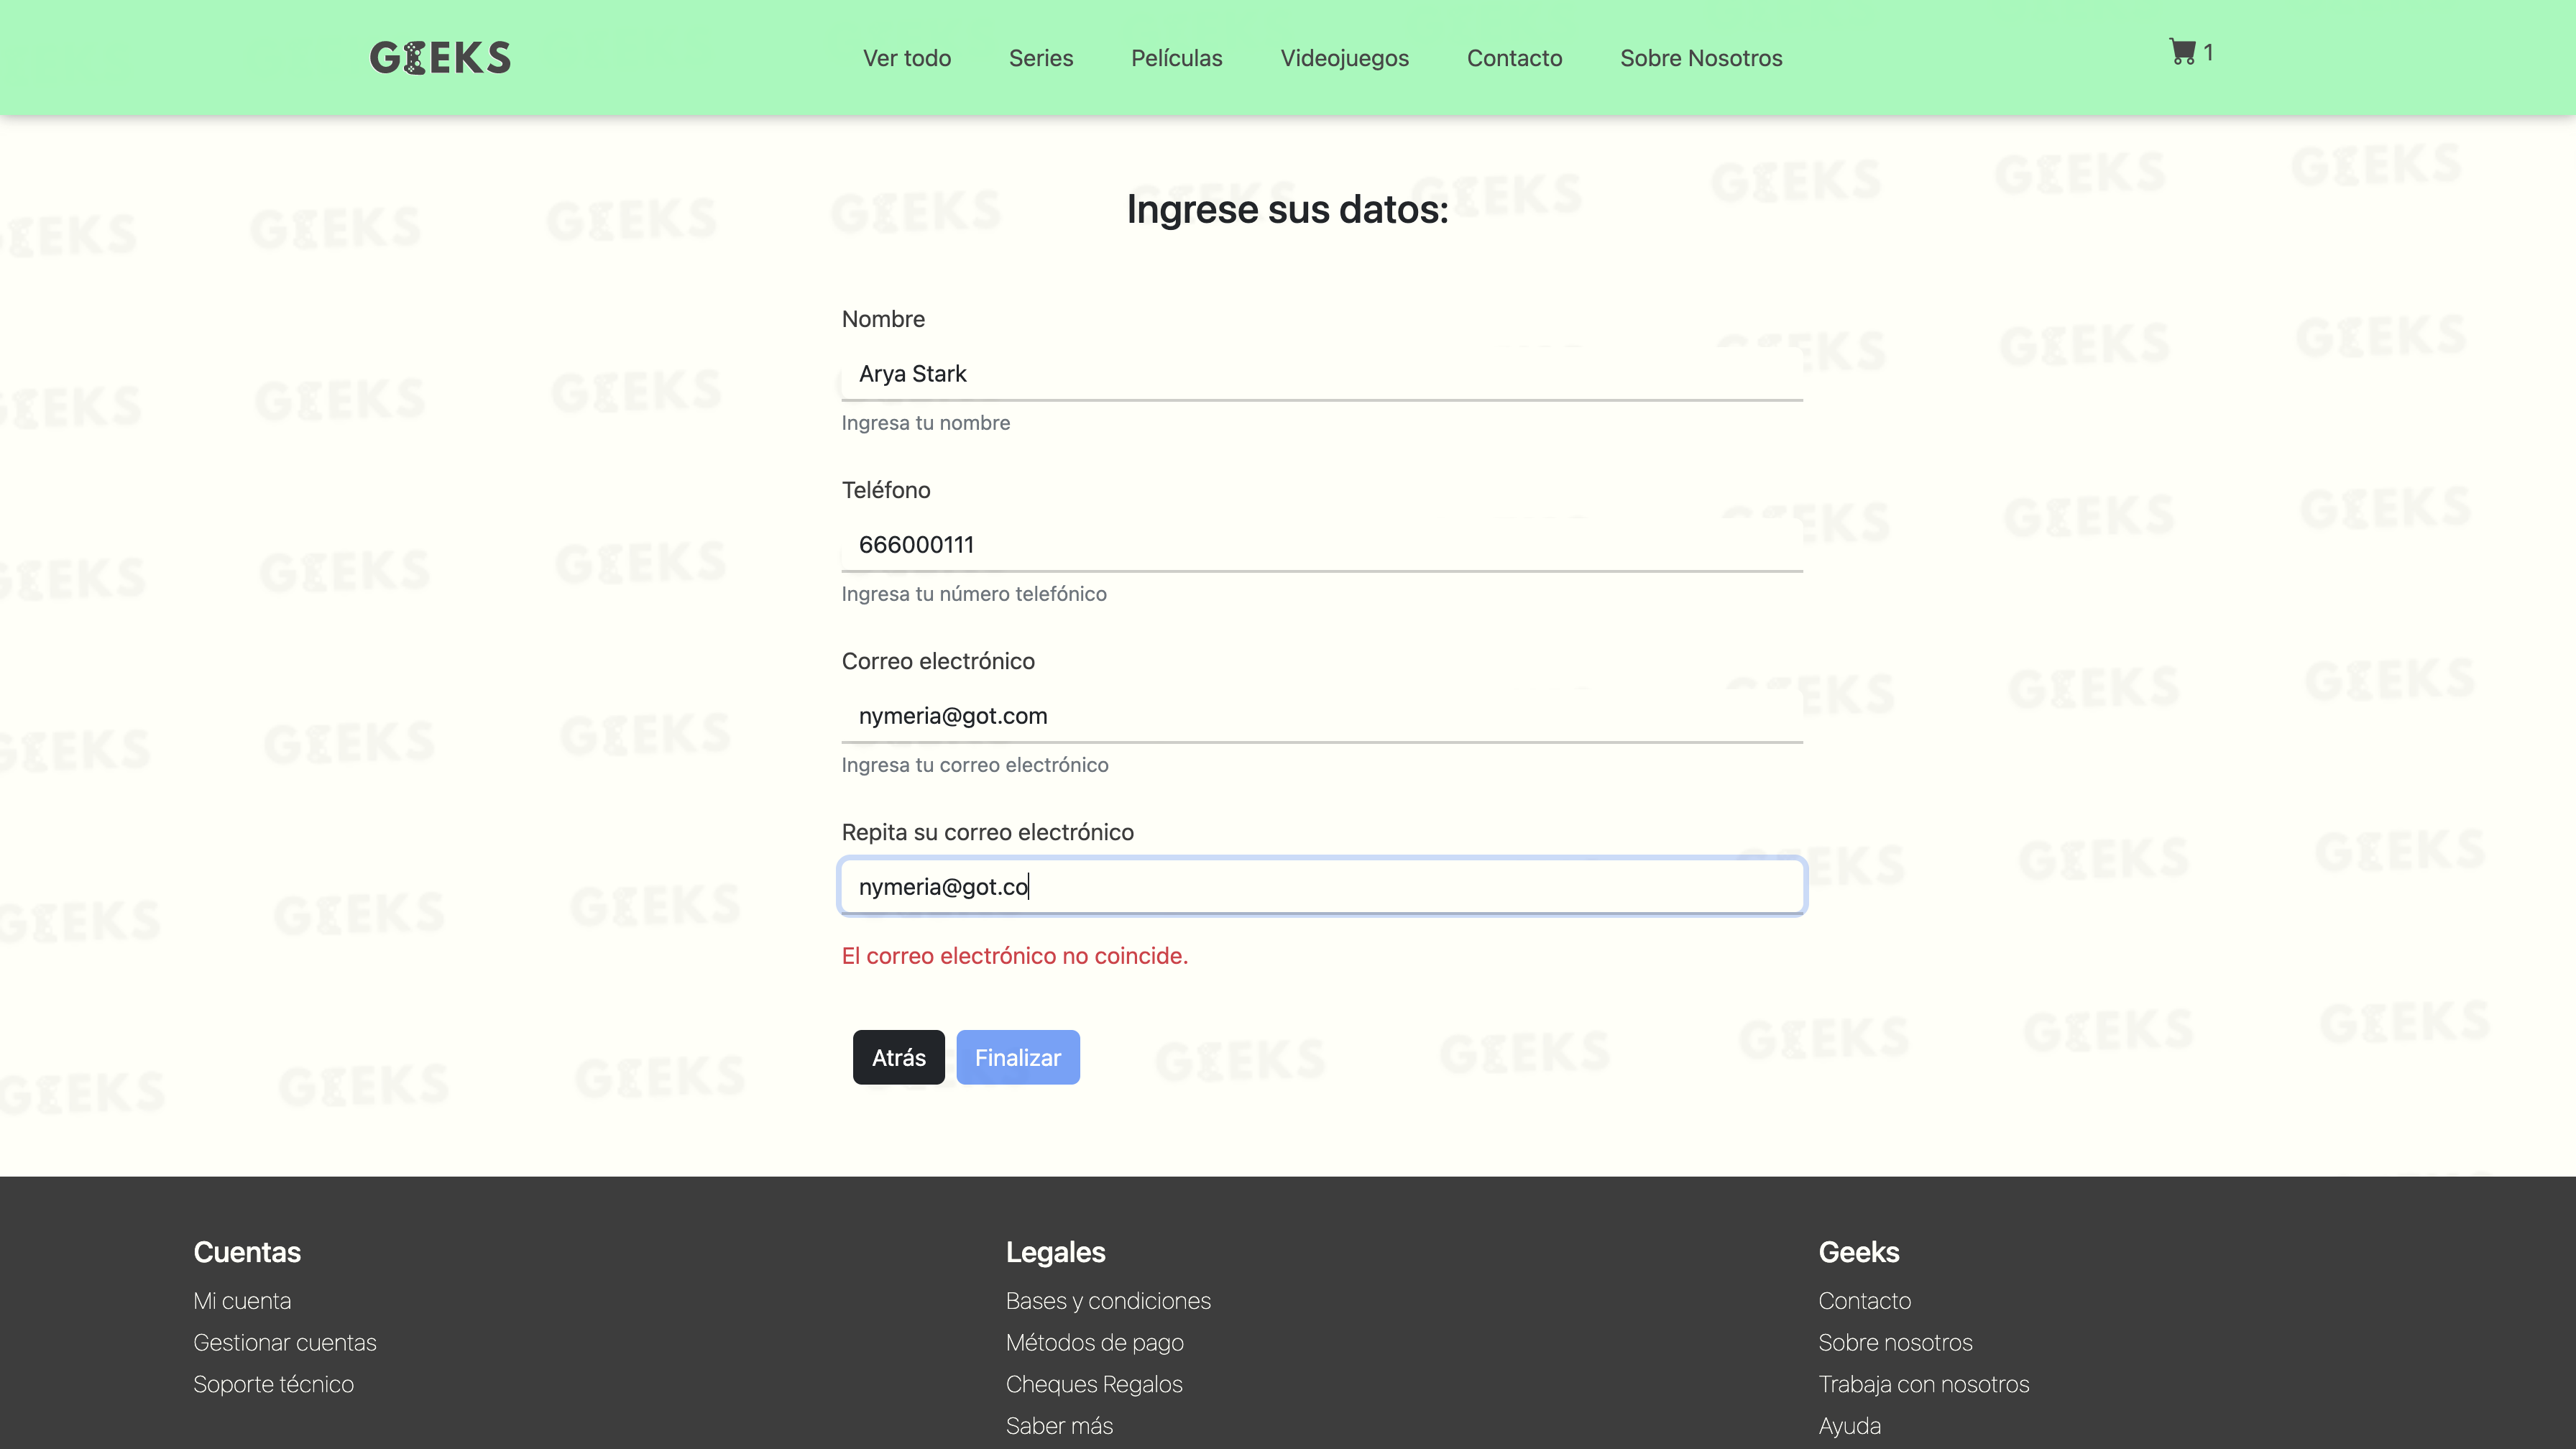 GEEKS
Ver todo
Series
Películas
Videojuegos
Contacto
Sobre Nosotros
1
Ingrese sus datos:
Nombre
Arya Stark
Ingresa tu nombre
Teléfono
666000111
Ingresa tu número telefónico
Correo electrónico
nymeria@got.com
Ingresa tu correo electrónico
Repita su correo electrónico
nymeria@got.co
El correo electrónico no coincide.
Atrás
Finalizar
Cuentas
Mi cuenta
Gestionar cuentas
Soporte técnico
Legales
Bases y condiciones
Métodos de pago
Cheques Regalos
Saber más
Geeks
Contacto
Sobre nosotros
Trabaja con nosotros
Ayuda